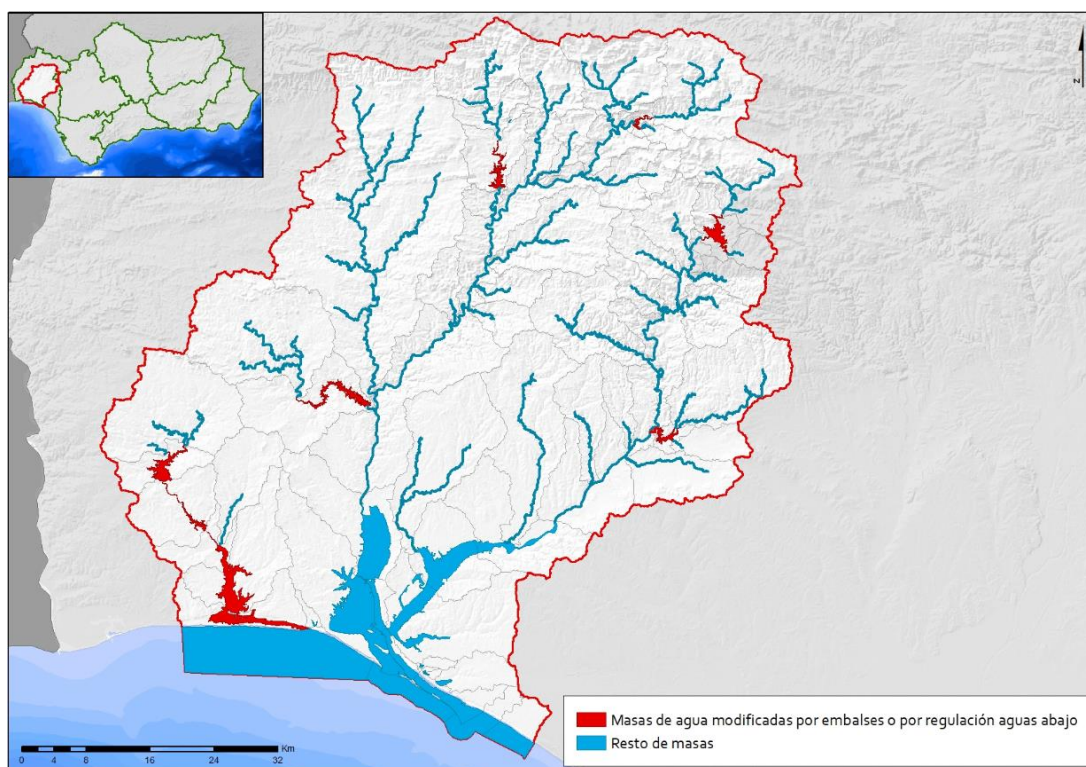 z
Masas de agua modificadas por embalses o por regulación aguas abajo
Resto de masas
0 4 8 16 24 32 Km